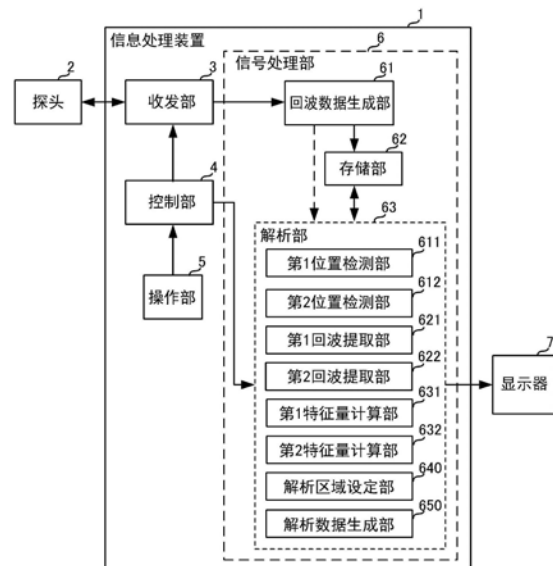 1
信息处理装置
6
信号处理部
2
探头
3
收发部
61
回波数据生成部
62
存储部
4
控制部
63
解析部
5
操作部
611
第1位置检测部
612
第2位置检测部
621
第1回波提取部
622
第2回波提取部
631
第1特征量计算部
632
第2特征量计算部
640
解析区域设定部
650
解析数据生成部
7
显示器